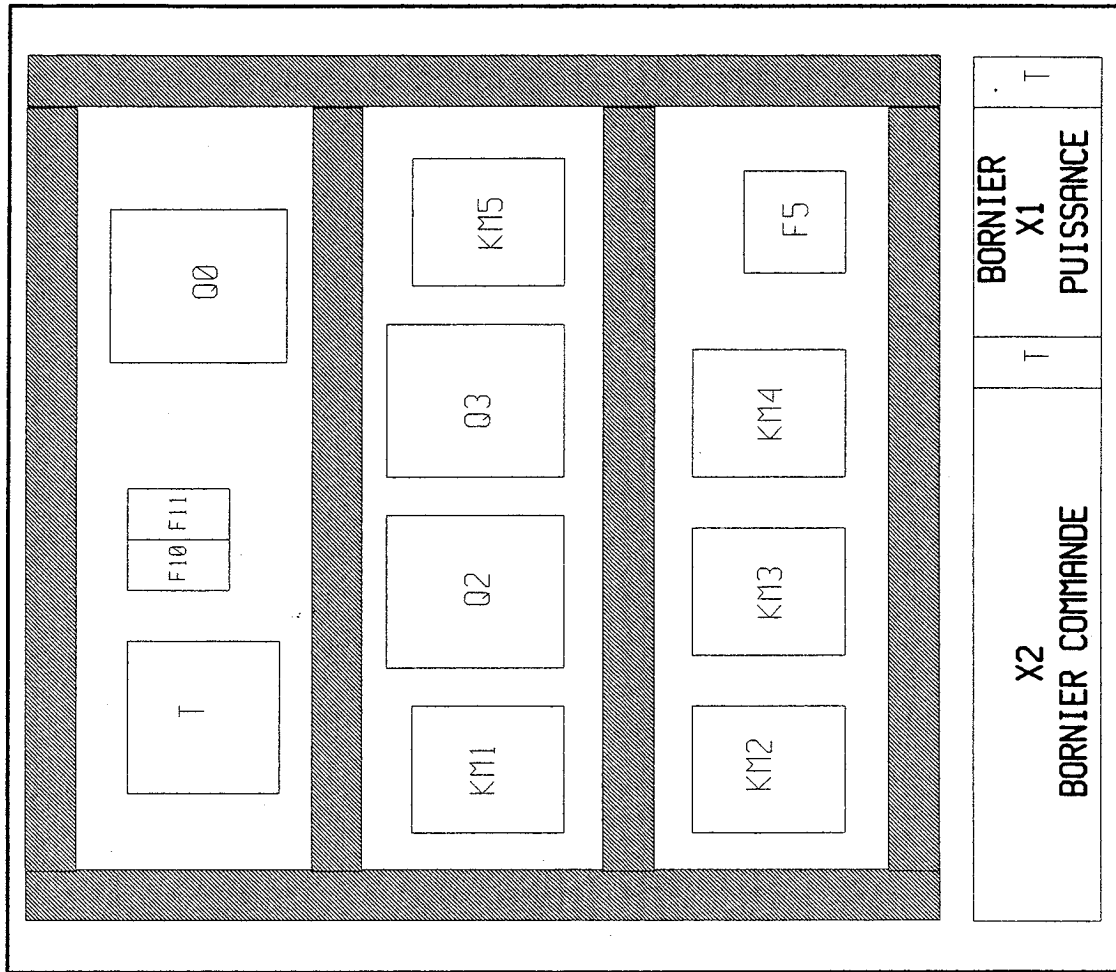 T
F10
F11
Q0
KM1
Q2
Q3
KM5
KM2
KM3
KM4
F5
X2
BORNIER COMMANDE
T
BORNIER
X1
PUISSANCE
T